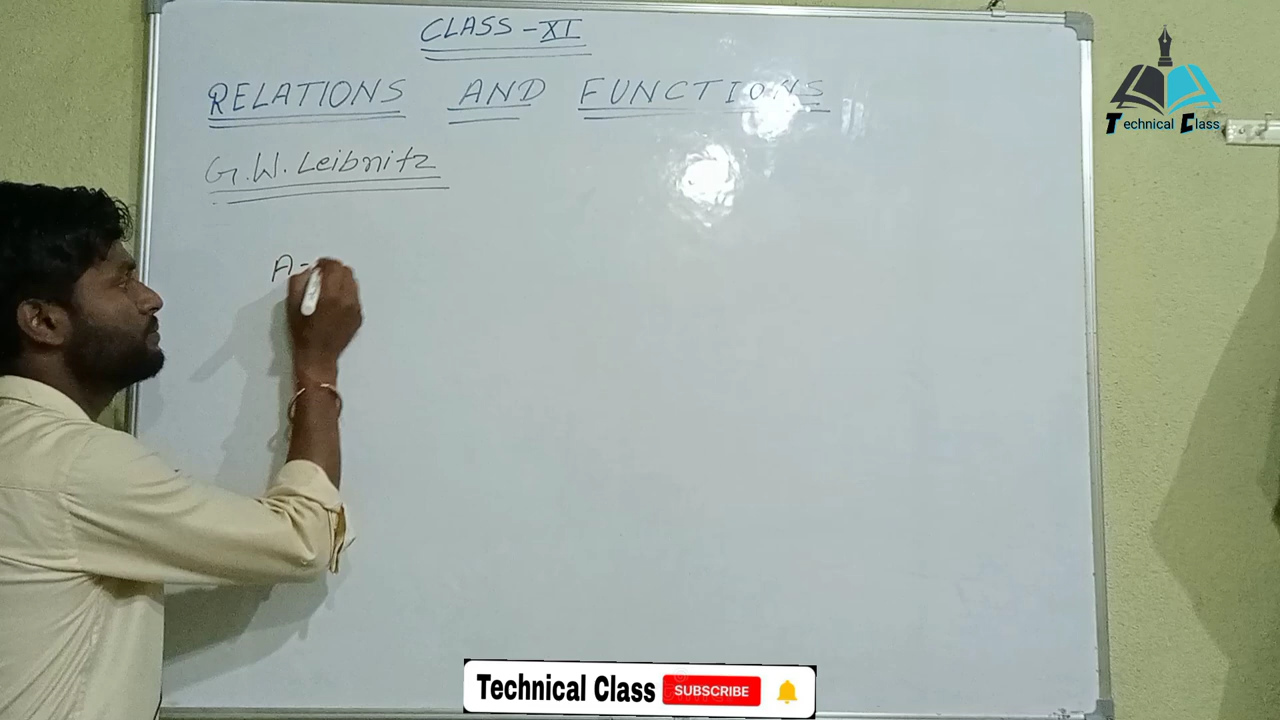 CLASS - XI
RELATIONS AND FUNCTIONS
G.W. Leibnitz
A =
Technical Class
Technical Class SUBSCRIBE